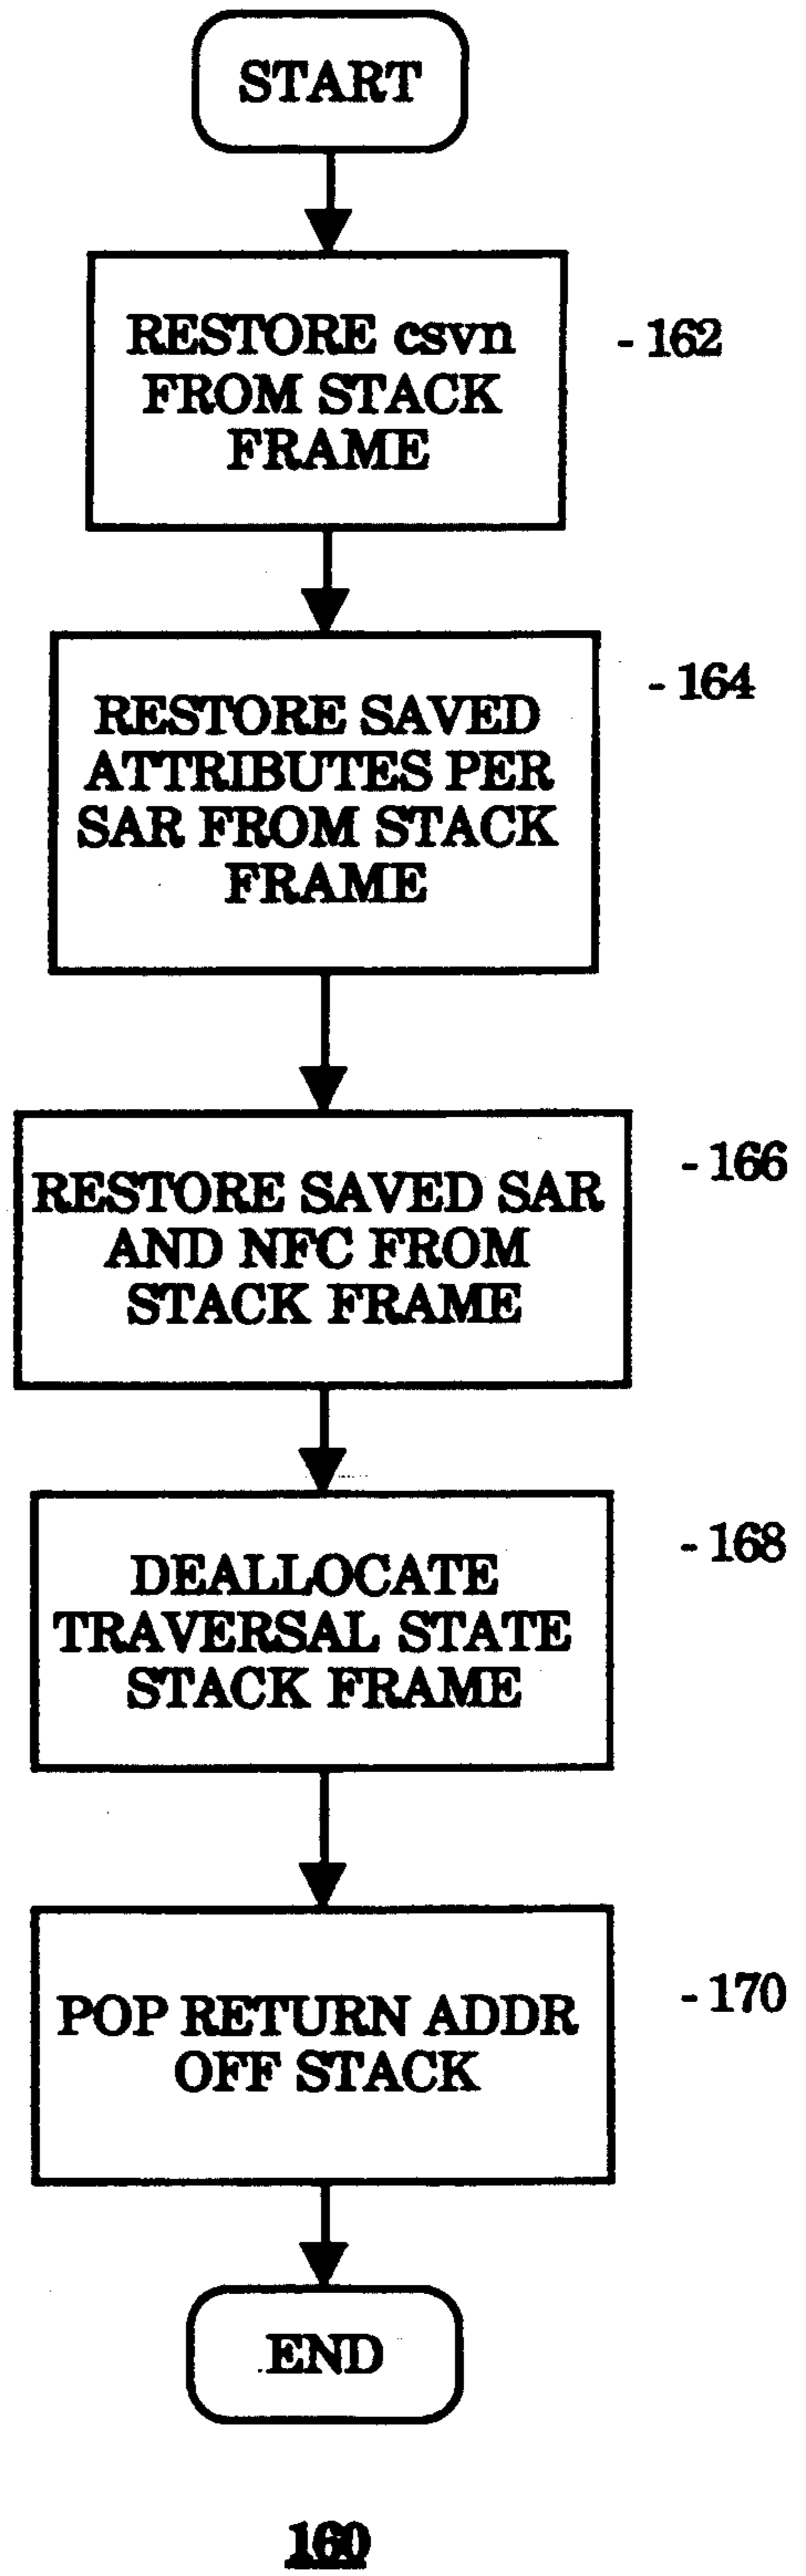 START
RESTORE csvn
FROM STACK
FRAME
- 162
RESTORE SAVED
ATTRIBUTES PER
SAR FROM STACK
FRAME
- 164
RESTORE SAVED SAR
AND NFC FROM
STACK FRAME
- 166
DEALLOCATE
TRAVERSAL STATE
STACK FRAME
- 168
POP RETURN ADDR
OFF STACK
- 170
END
160